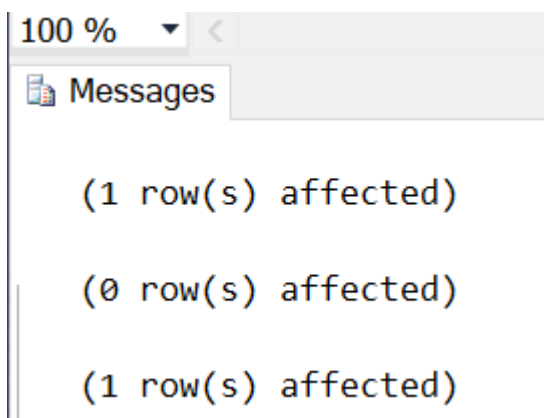 100 %
Messages
(1 row(s) affected)
(0 row(s) affected)
(1 row(s) affected)